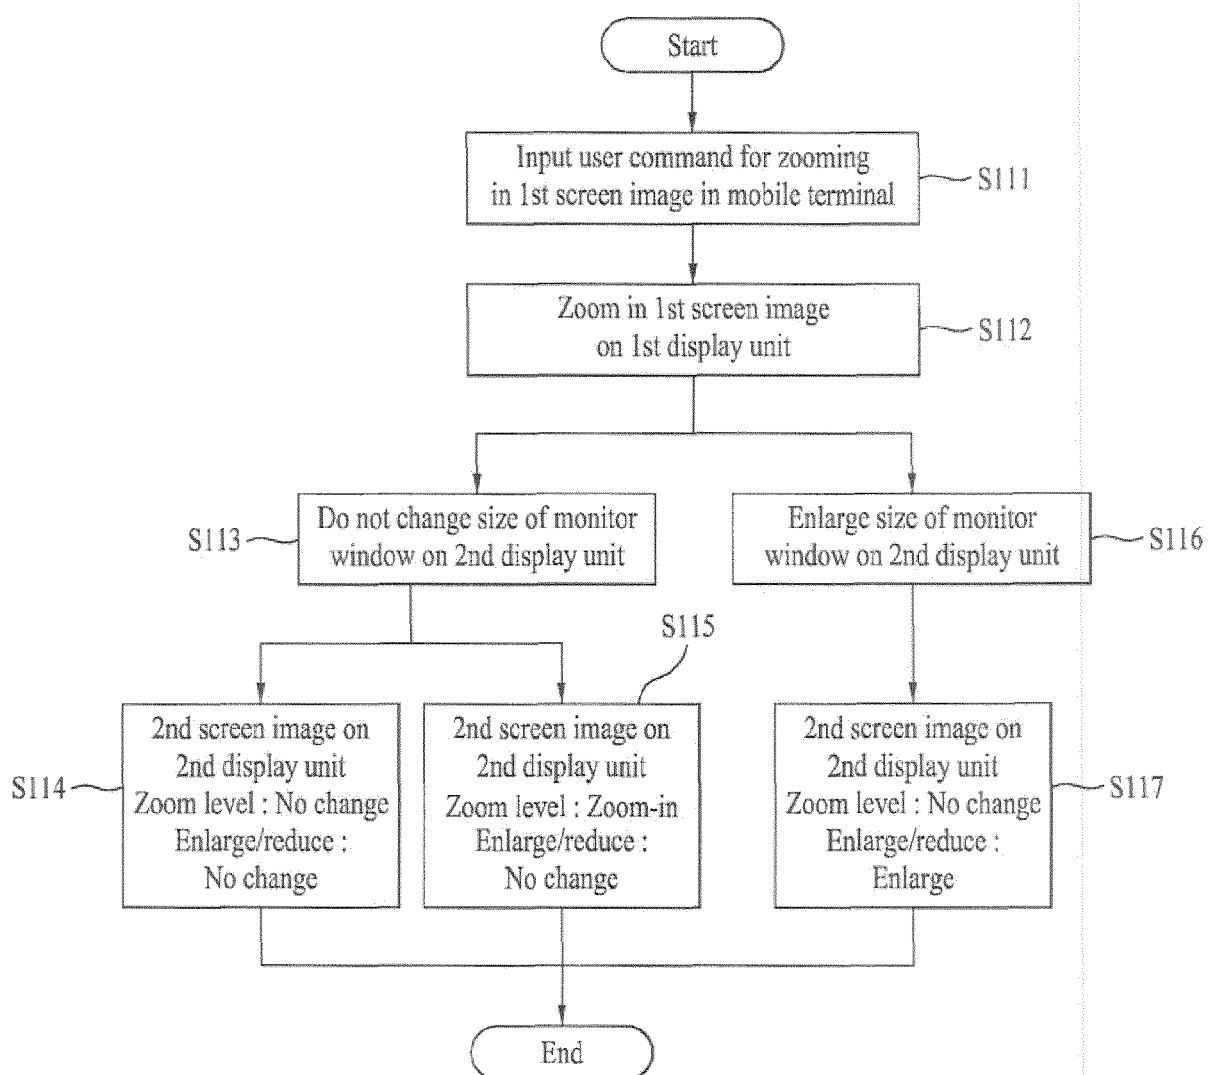 Start
Input user command for zooming
in 1st screen image in mobile terminal
S111
Zoom in 1st screen image
on 1st display unit
S112
Do not change size of monitor
window on 2nd display unit
S113
Enlarge size of monitor
window on 2nd display unit
S116
S115
2nd screen image on
2nd display unit
Zoom level : No change
Enlarge/reduce :
No change
S114
2nd screen image on
2nd display unit
Zoom level : Zoom-in
Enlarge/reduce :
No change
2nd screen image on
2nd display unit
Zoom level : No change
Enlarge/reduce :
Enlarge
S117
End